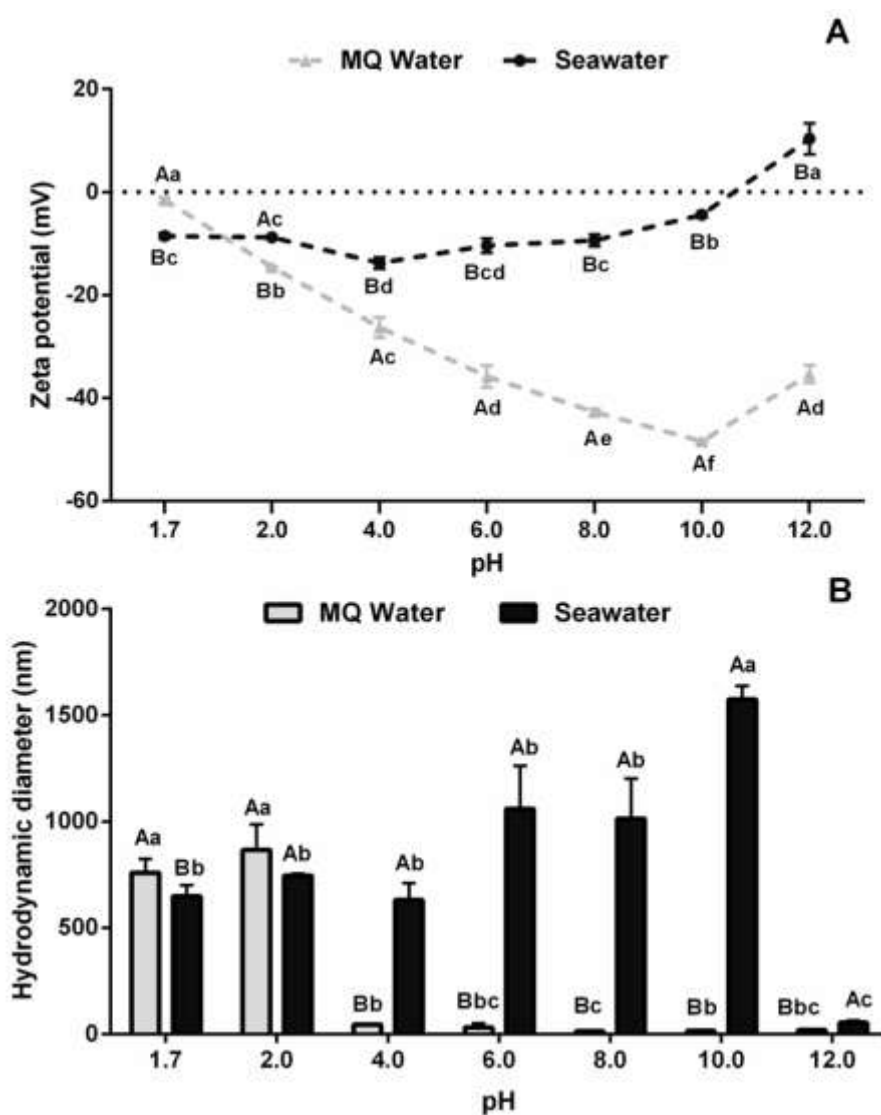 A
MQ Water Seawater
Zeta potential (mV)
20
0
-20
-40
-60
Aa
Bc
Ac
Bb
Bd
Ac
Bcd
Ad
Bc
Ae
Bb
Af
Ba
Ad
1.7 2.0 4.0 6.0 8.0 10.0 12.0
pH
B
MQ Water Seawater
Hydrodynamic diameter (nm)
2000
1500
1000
500
0
Aa Bb Aa Ab Bb Ab Bbc Ab Bc Ab Bb Aa Bbc Ac
1.7 2.0 4.0 6.0 8.0 10.0 12.0
pH